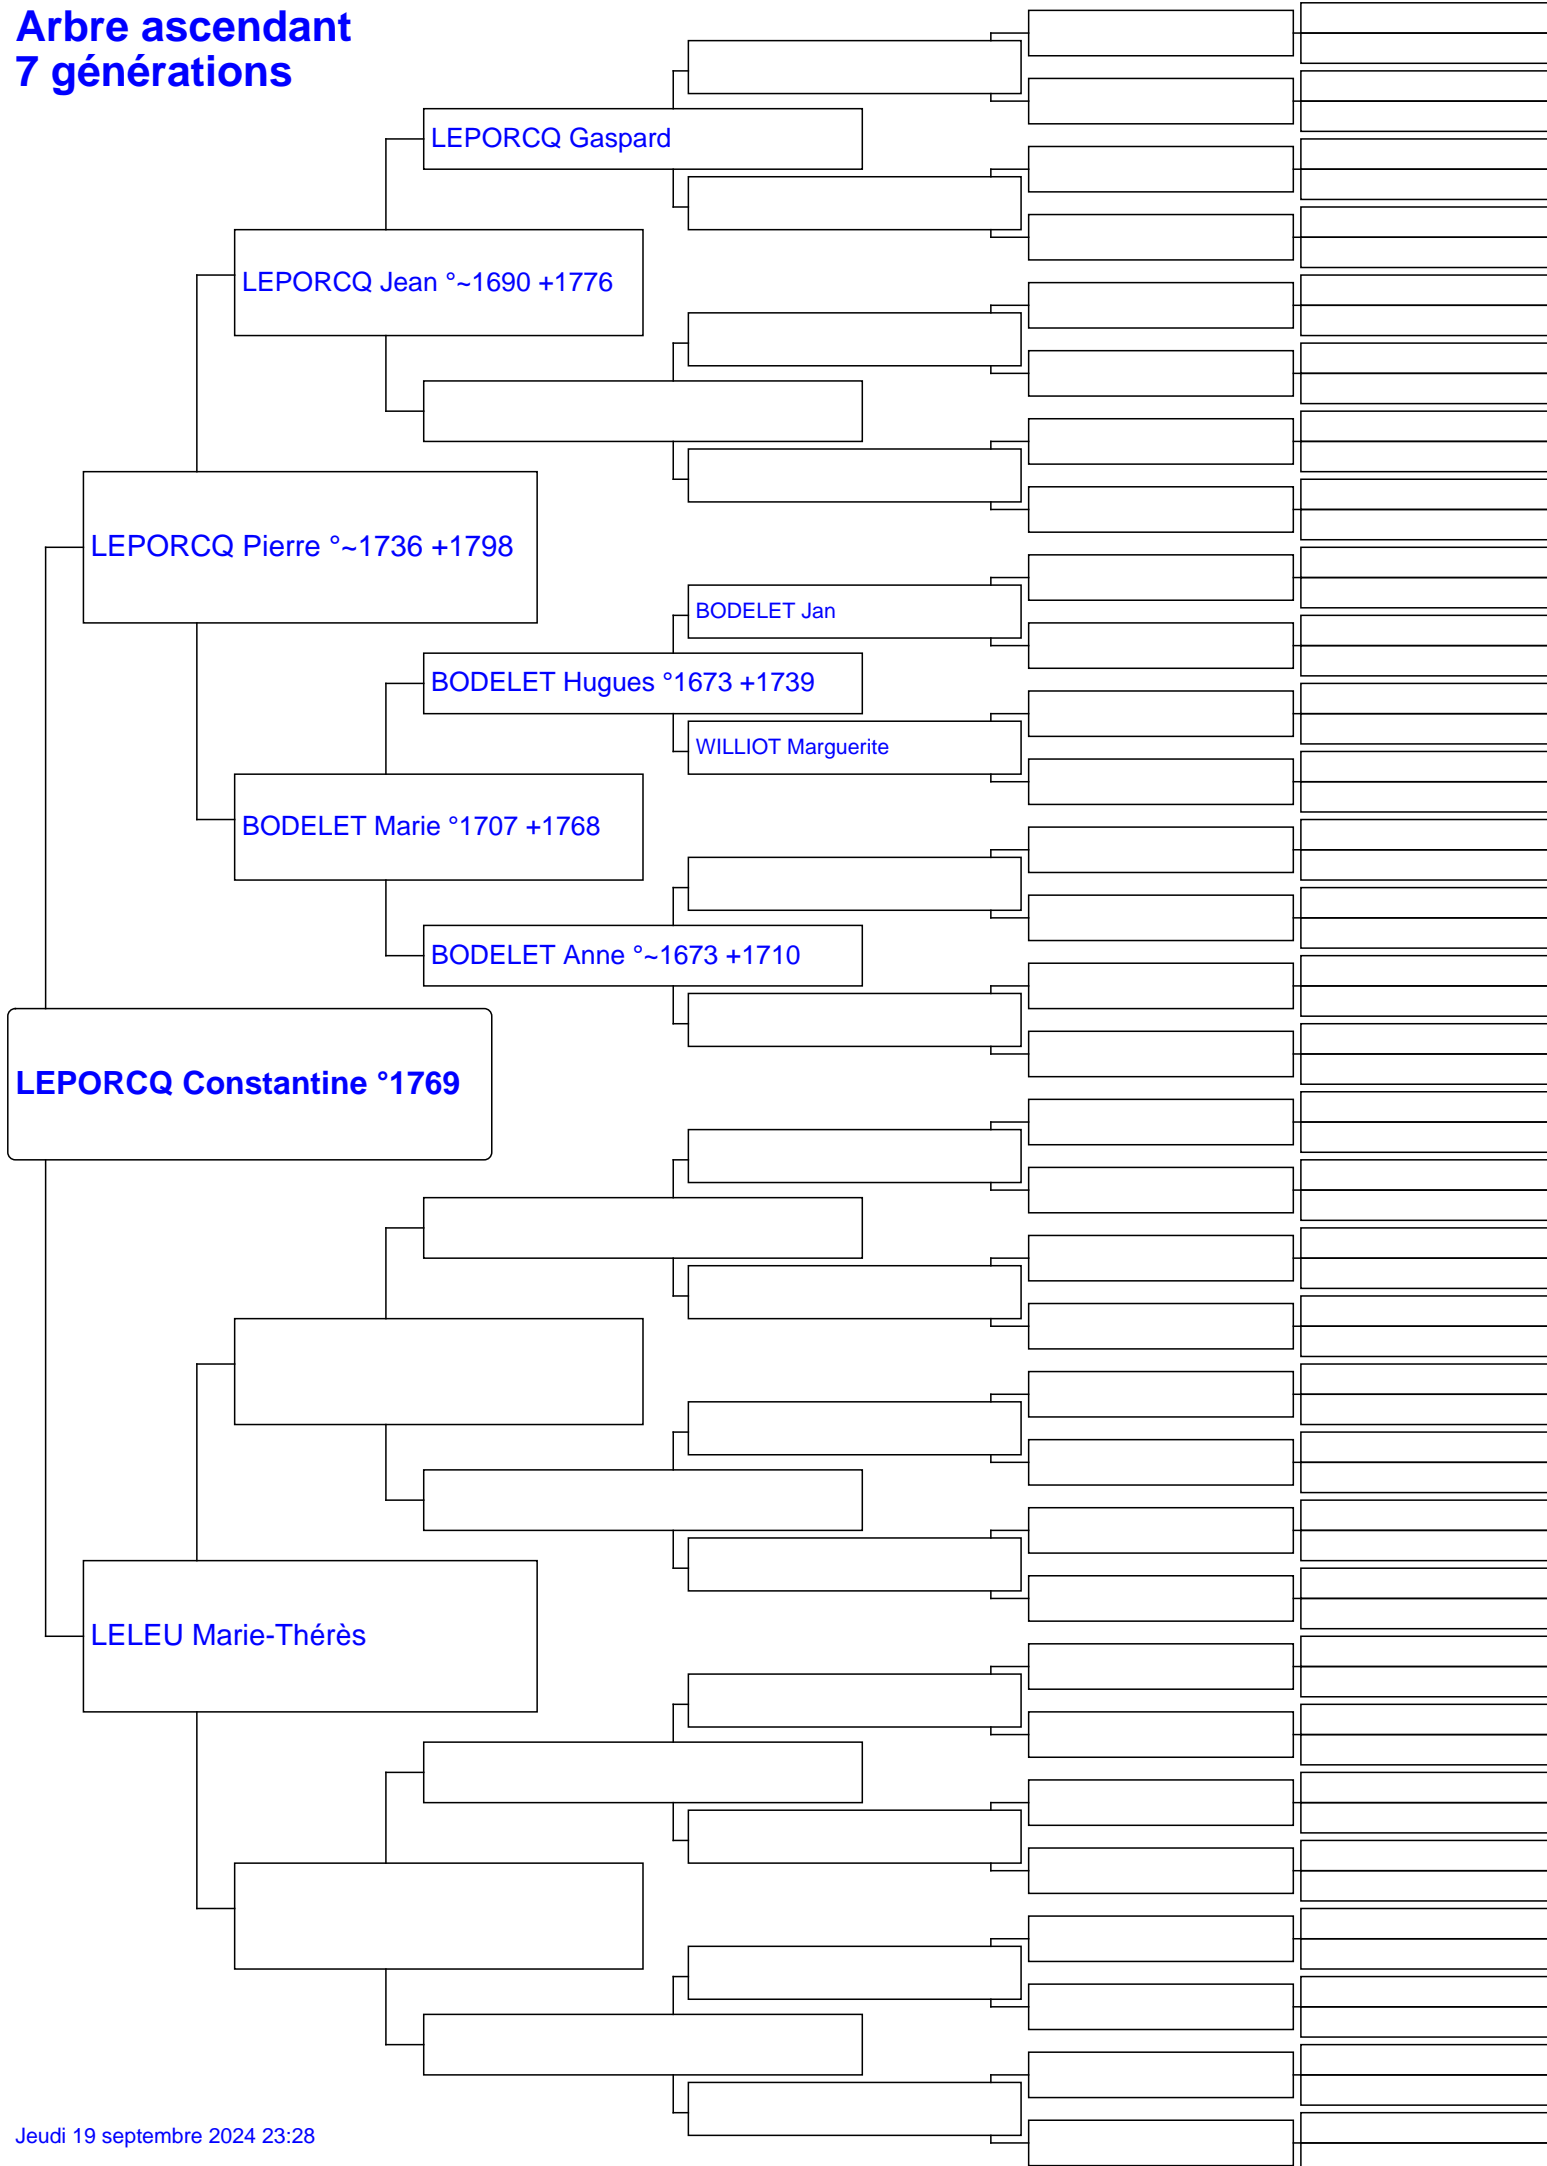 Arbre ascendant
7 générations
LEPORCQ Gaspard
LEPORCQ Jean °~1690 +1776
LEPORCQ Pierre °~1736 +1798
BODELET Jan
BODELET Hugues °1673 +1739
WILLIOT Marguerite
BODELET Marie °1707 +1768
BODELET Anne °~1673 +1710
LEPORCQ Constantine °1769
LELEU Marie-Thérès
Jeudi 19 septembre 2024 23:28